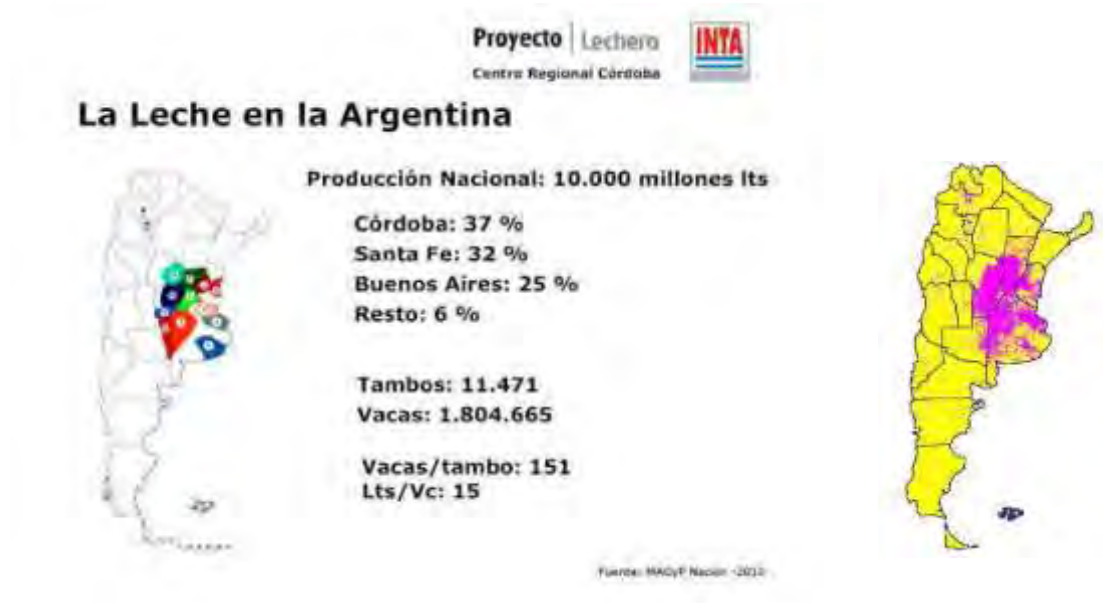 Proyecto Lechero
INTA
Centro Regional Córdoba
La Leche en la Argentina
Producción Nacional: 10.000 millones lts
Córdoba: 37 %
Santa Fe: 32 %
Buenos Aires: 25 %
Resto: 6 %
Tambos: 11.471
Vacas: 1.804.665
Vacas/tambo: 151
Lts/Vc: 15
Fuente: MAGyP Nación